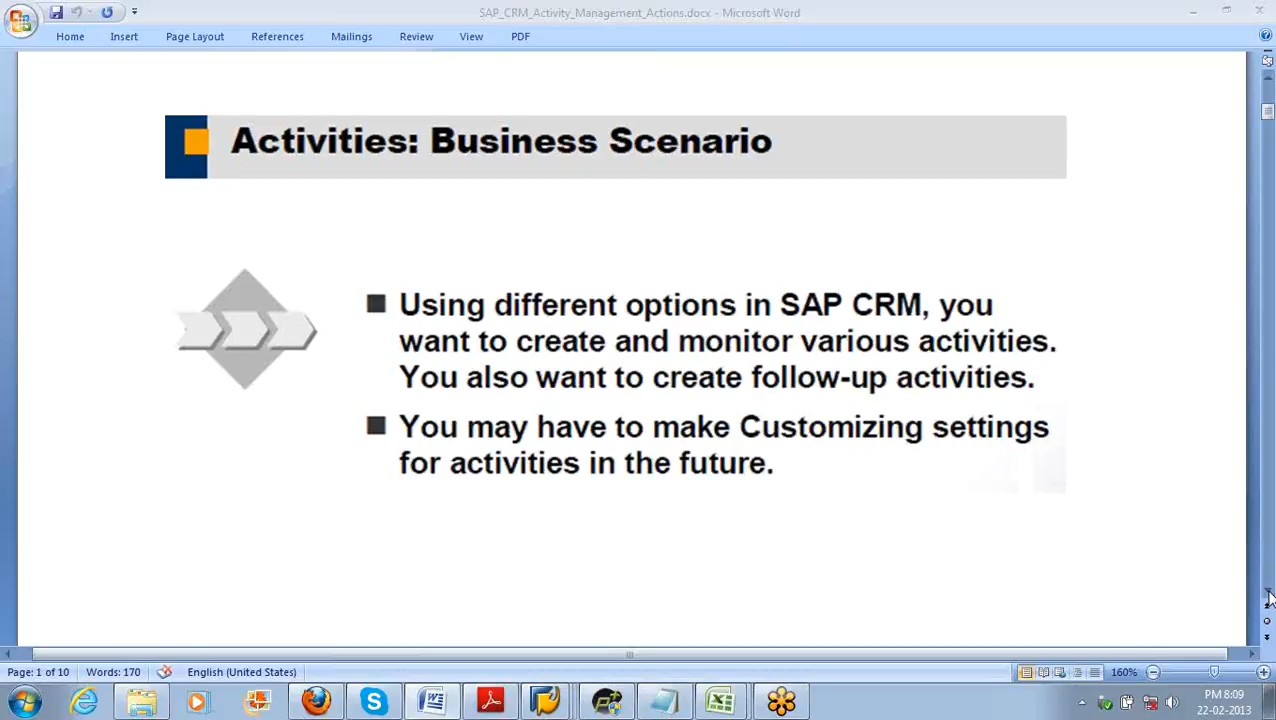 SAP_CRM_Activity_Management_Actions.docx - Microsoft Word
Home Insert Page Layout References Mailings Review View PDF
Activities: Business Scenario
Using different options in SAP CRM, you
want to create and monitor various activities.
You also want to create follow-up activities.
You may have to make Customizing settings
for activities in the future.
Page: 1 of 10 Words: 170 English (United States) 160%
PM 8:09
22-02-2013